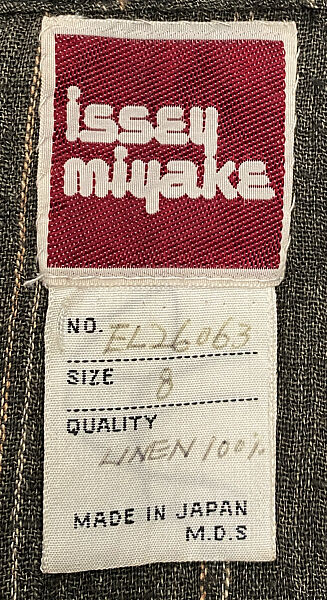 issey
miyake
NO. EL26063
SIZE 8
QUALITY
LINEN 100%
MADE IN JAPAN
M.D.S